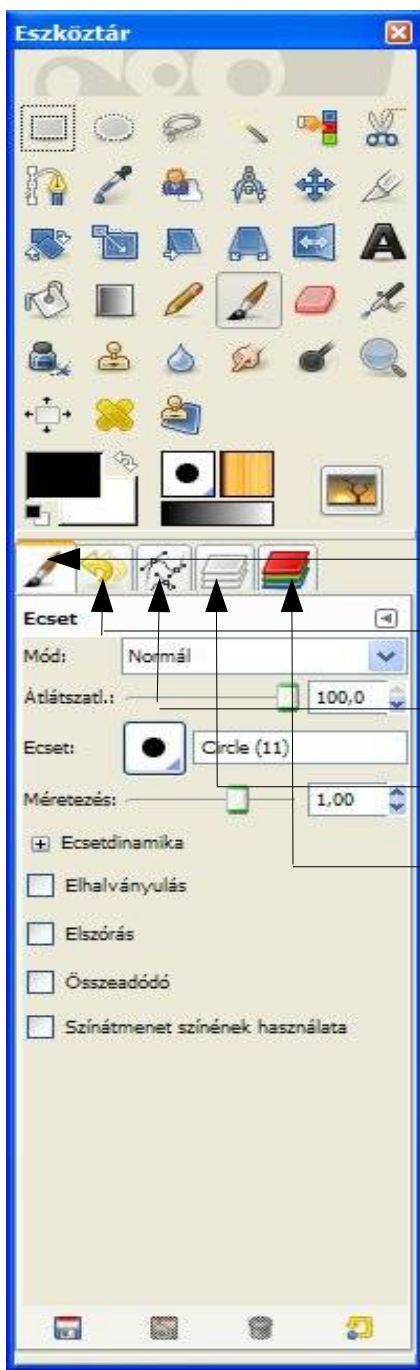 Eszköztár
Ecset
Mód: Normál
Átlátszatl.: 100,0
Ecset: Circle (11)
Méretezés: 1,00
Ecsetdinamika
Elhalványulás
Elszórás
Összeadódó
Színátmenet színének használata